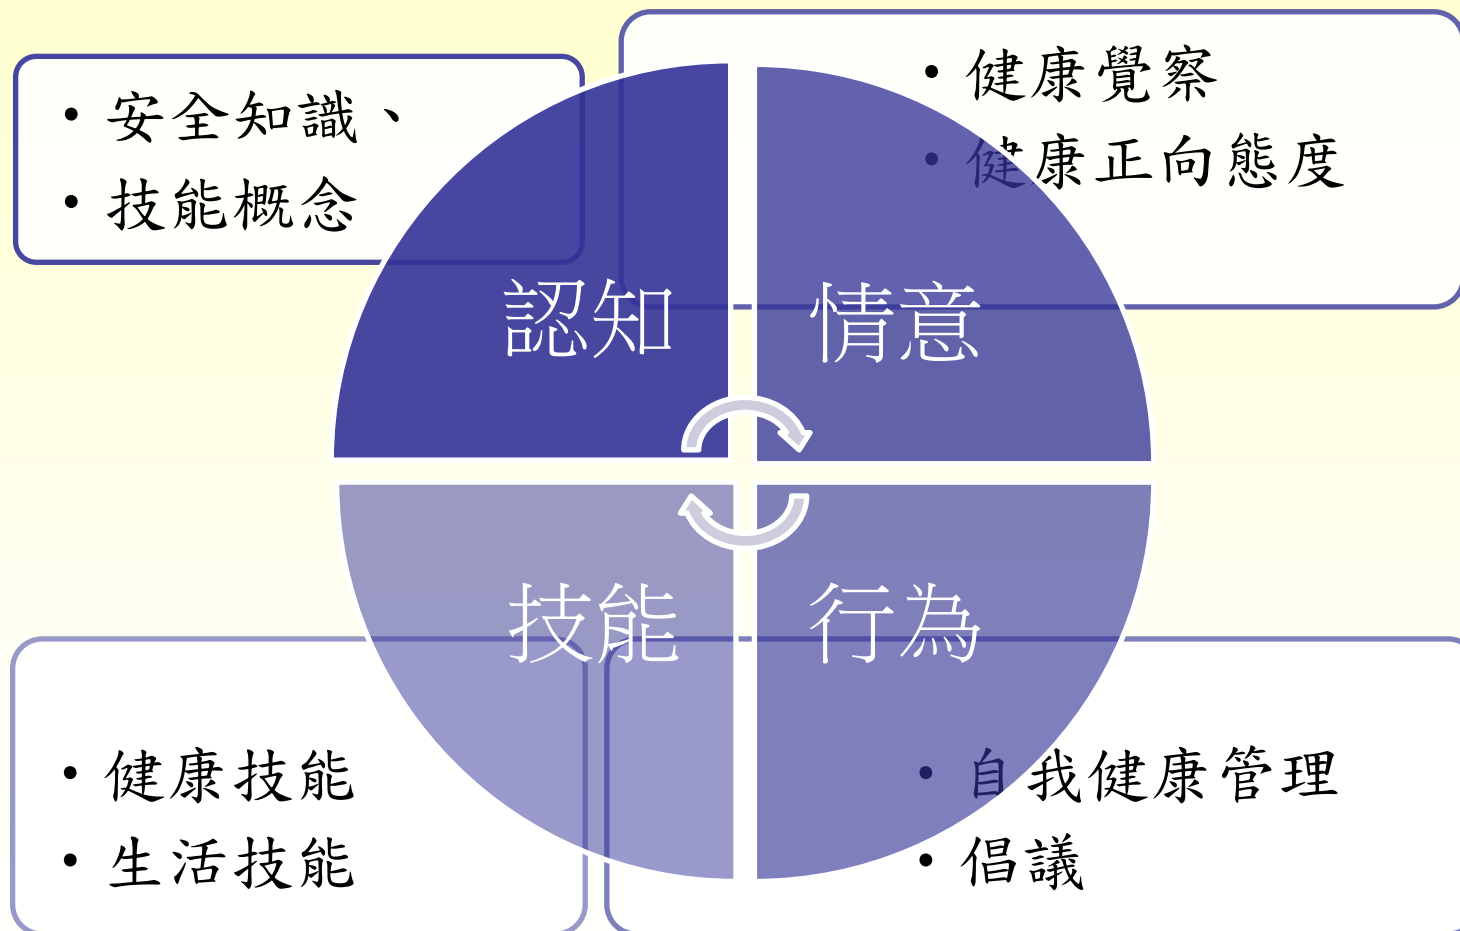 • 安全知識、
• 技能概念
• 健康覺察
• 健康正向態度
認知
情意
技能
行為
• 健康技能
• 生活技能
• 自我健康管理
• 倡議